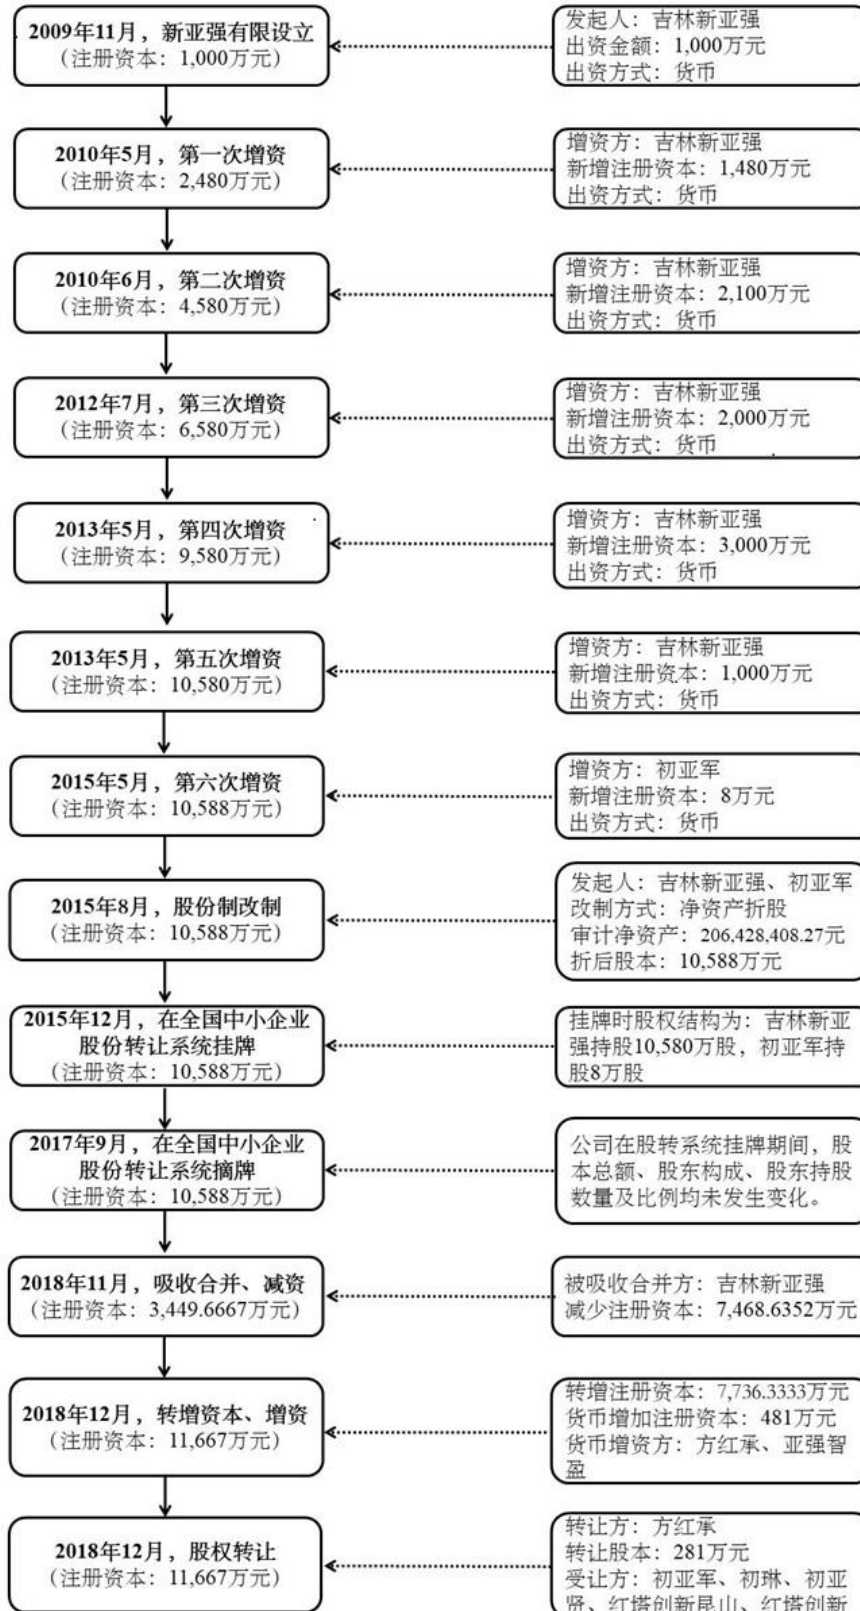 2009年11月，新亚强有限设立
（注册资本：1,000万元）
发起人：吉林新亚强
出资金额：1,000万元
出资方式：货币
2010年5月，第一次增资
（注册资本：2,480万元）
增资方：吉林新亚强
新增注册资本：1,480万元
出资方式：货币
2010年6月，第二次增资
（注册资本：4,580万元）
增资方：吉林新亚强
新增注册资本：2,100万元
出资方式：货币
2012年7月，第三次增资
（注册资本：6,580万元）
增资方：吉林新亚强
新增注册资本：2,000万元
出资方式：货币
2013年5月，第四次增资
（注册资本：9,580万元）
增资方：吉林新亚强
新增注册资本：3,000万元
出资方式：货币
2013年5月，第五次增资
（注册资本：10,580万元）
增资方：吉林新亚强
新增注册资本：1,000万元
出资方式：货币
2015年5月，第六次增资
（注册资本：10,588万元）
增资方：初亚军
新增注册资本：8万元
出资方式：货币
2015年8月，股份制改制
（注册资本：10,588万元）
发起人：吉林新亚强、初亚军
改制方式：净资产折股
审计净资产：206,428,408.27元
折后股本：10,588万元
2015年12月，在全国中小企业
股份转让系统挂牌
（注册资本：10,588万元）
挂牌时股权结构为：吉林新亚
强持股10,580万股，初亚军持
股8万股
2017年9月，在全国中小企业
股份转让系统摘牌
（注册资本：10,588万元）
公司在股转系统挂牌期间，股
本总额、股东构成、股东持股
数量及比例均未发生变化。
2018年11月，吸收合并、减资
（注册资本：3,449.6667万元）
被吸收合并方：吉林新亚强
减少注册资本：7,468.6352万元
2018年12月，转增资本、增资
（注册资本：11,667万元）
转增注册资本：7,736.3333万元
货币增加注册资本：481万元
货币增资方：方红承、亚强智
盈
2018年12月，股权转让
（注册资本：11,667万元）
转让方：方红承
转让股本：281万元
受让方：初亚军、初琳、初亚
贤、红塔创新昆山、红塔创新